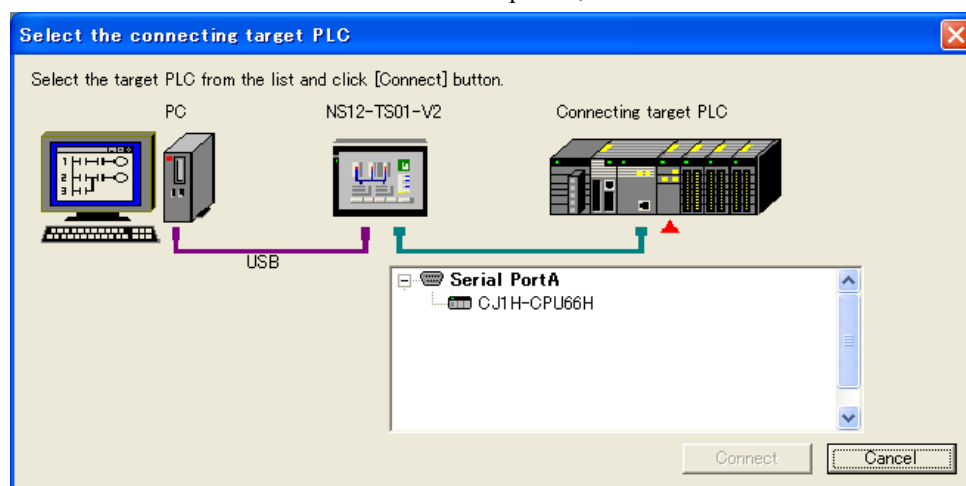 Select the connecting target PLC
Select the target PLC from the list and click [Connect] button.
PC NS12-TS01-V2 Connecting target PLC
USB
Serial PortA
CJ1H-CPU66H
Connect Cancel